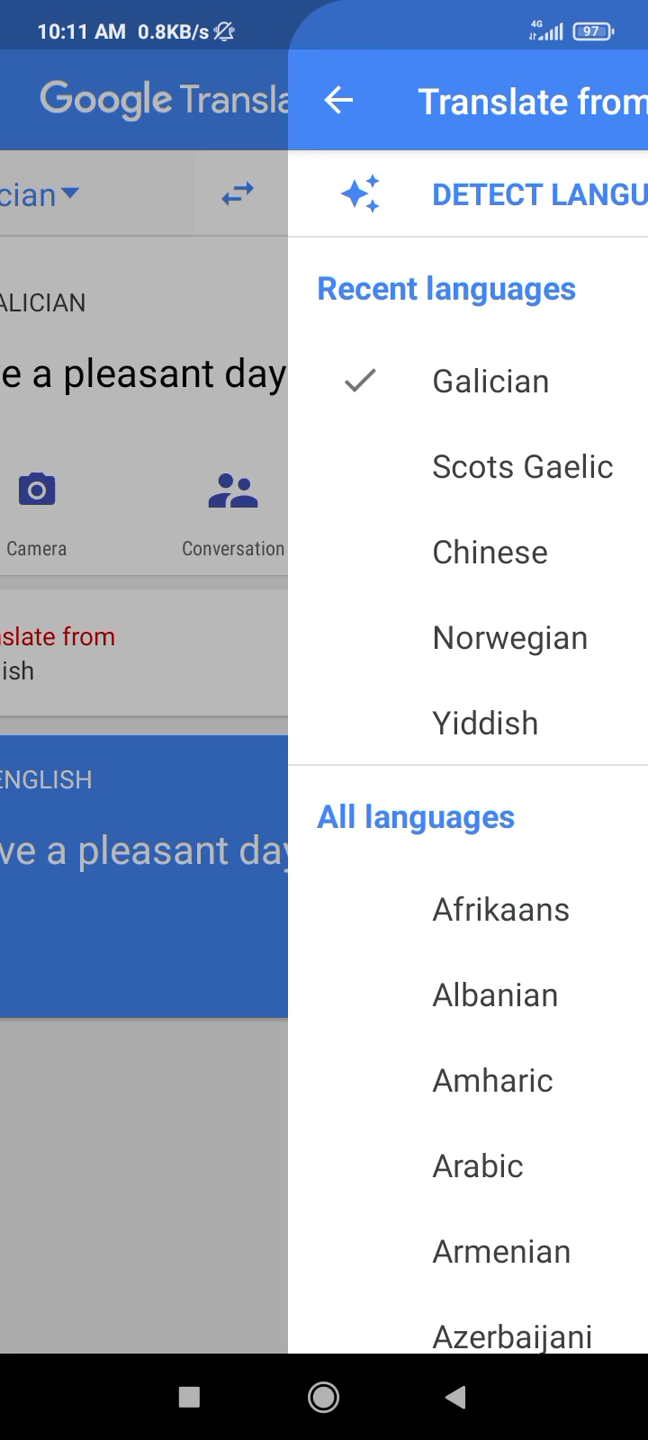 10:11 AM 0.8KB/s
4G
97
Google Transla
Translate from
cian
DETECT LANGU
ALICIAN
Recent languages
e a pleasant day
Galician
Scots Gaelic
Camera
Conversation
Chinese
Norwegian
slate from
ish
Yiddish
ENGLISH
ve a pleasant day
All languages
Afrikaans
Albanian
Amharic
Arabic
Armenian
Azerbaijani